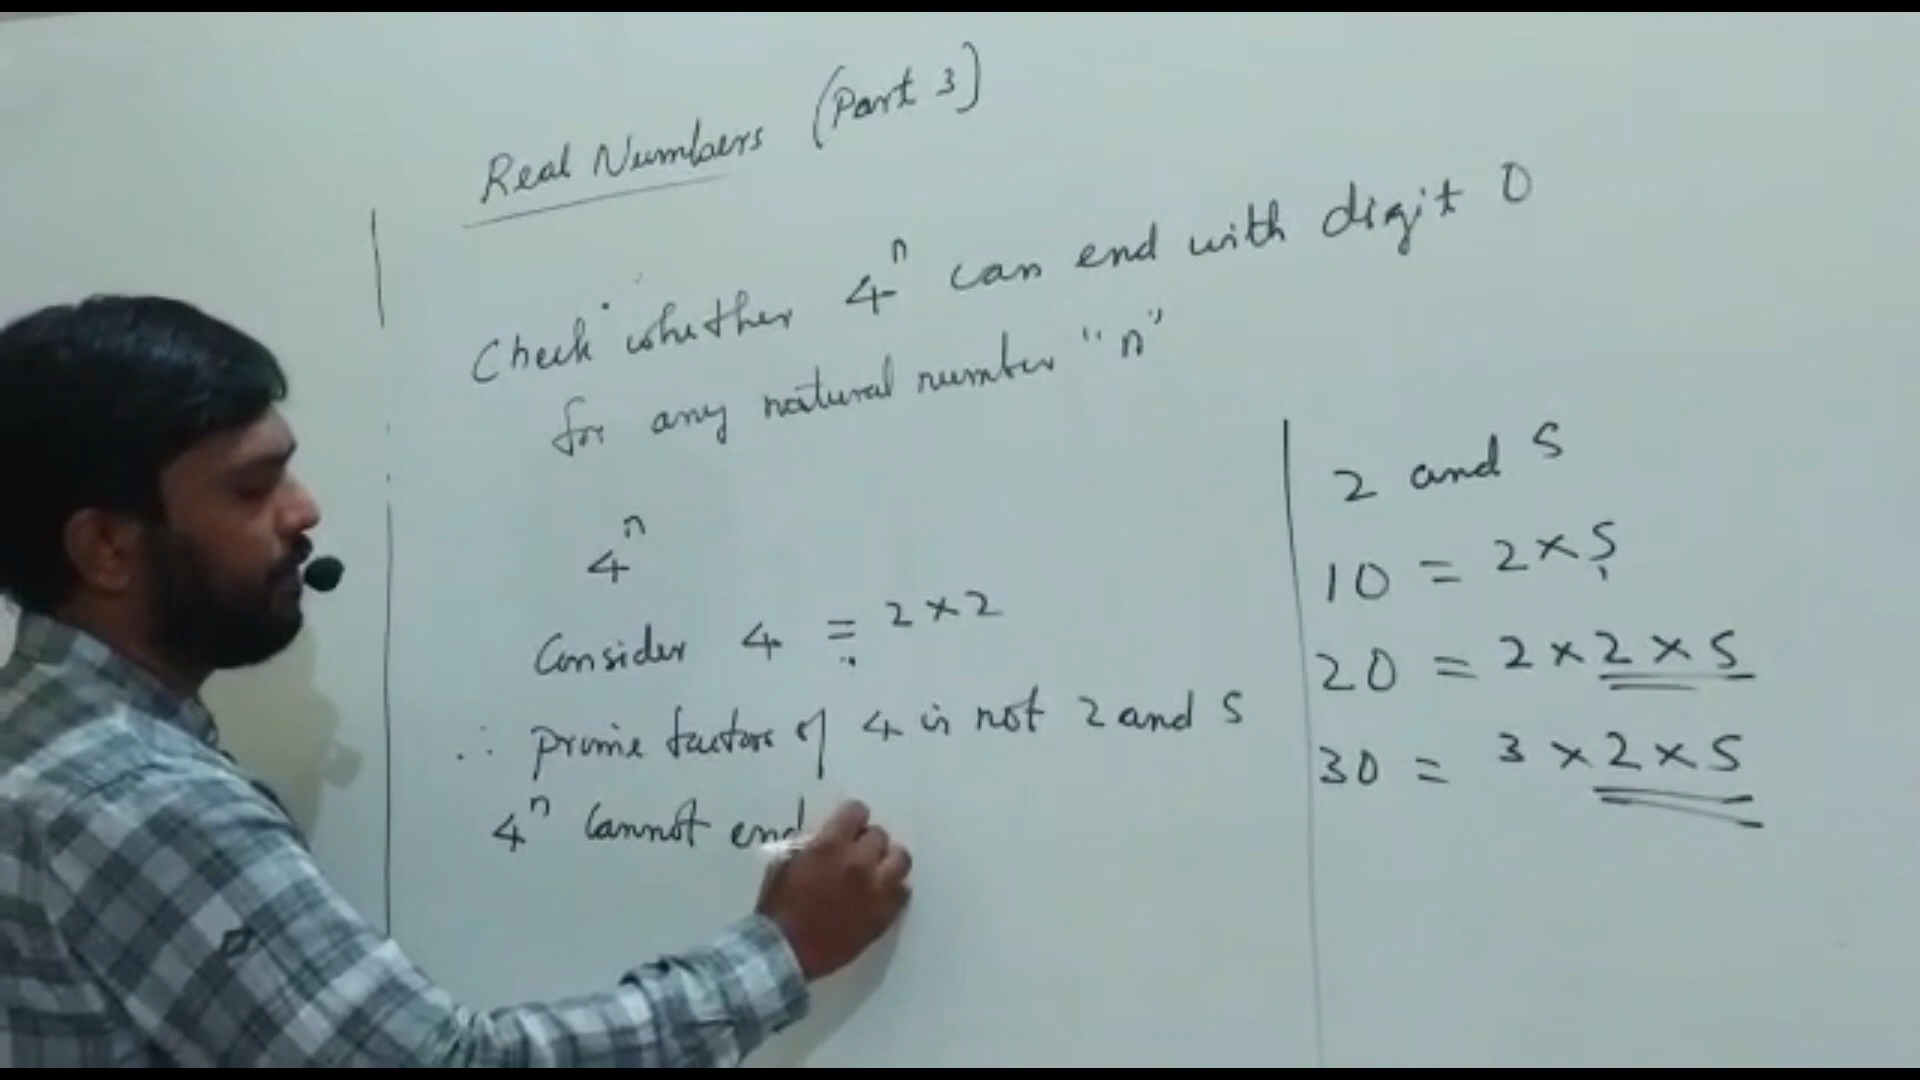 Real Numbers (Part 3)
Check whether 4ⁿ can end with digit 0
for any natural number "n"
4ⁿ
Consider 4 = 2×2
∴ prime factors of 4 is not 2 and 5
4ⁿ cannot end
2 and 5
10 = 2×5
20 = 2×2×5
30 = 3×2×5